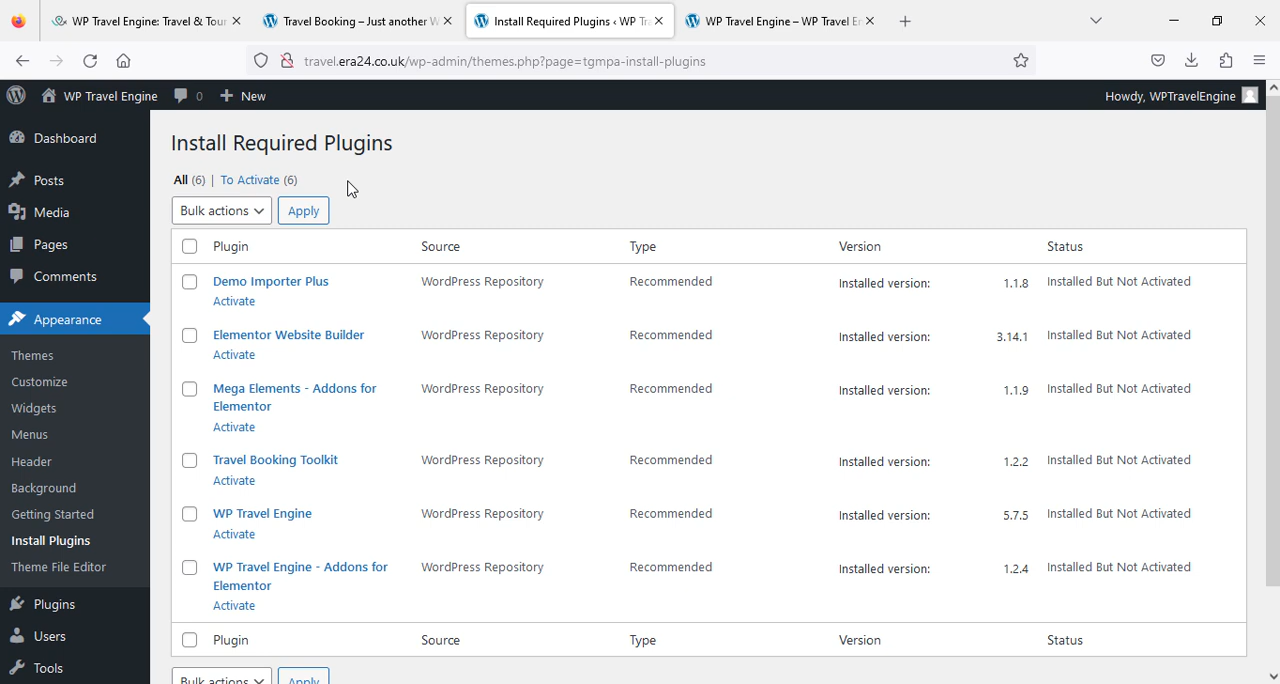 WP Travel Engine: Travel & Tour
Travel Booking – Just another W
Install Required Plugins ‹ WP Tra
WP Travel Engine – WP Travel En
travel.era24.co.uk/wp-admin/themes.php?page=tgmpa-install-plugins
WP Travel Engine 0 New Howdy, WPTravelEngine
Dashboard
Posts
Media
Pages
Comments
Appearance
Themes
Customize
Widgets
Menus
Header
Background
Getting Started
Install Plugins
Theme File Editor
Plugins
Users
Tools
Install Required Plugins
All (6) | To Activate (6)
Bulk actions Apply
Plugin Source Type Version Status
Demo Importer Plus WordPress Repository Recommended Installed version: 1.1.8 Installed But Not Activated
Activate
Elementor Website Builder WordPress Repository Recommended Installed version: 3.14.1 Installed But Not Activated
Activate
Mega Elements - Addons for WordPress Repository Recommended Installed version: 1.1.9 Installed But Not Activated
Elementor
Activate
Travel Booking Toolkit WordPress Repository Recommended Installed version: 1.2.2 Installed But Not Activated
Activate
WP Travel Engine WordPress Repository Recommended Installed version: 5.7.5 Installed But Not Activated
Activate
WP Travel Engine - Addons for WordPress Repository Recommended Installed version: 1.2.4 Installed But Not Activated
Elementor
Activate
Plugin Source Type Version Status
Bulk actions Apply